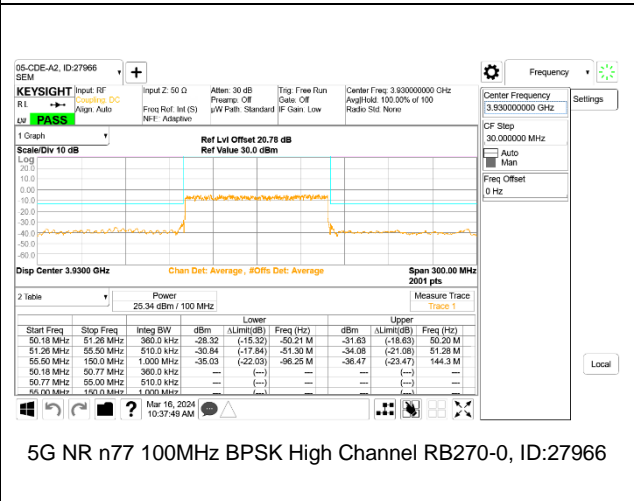 05-CDE-A2, ID:27966
SEM
Frequency
KEYSIGHT Input: RF Input Z: 50 Ω Atten: 30 dB Trig: Free Run Center Freq: 3.930000000 GHz
RL Coupling: DC Preamp: Off Gate: Off Avg|Hold: 100.00% of 100
Align: Auto Freq Ref: Int (S) µW Path: Standard IF Gain: Low Radio Std: None
PASS NFE: Adaptive
Center Frequency
3.930000000 GHz
Settings
CF Step
30.000000 MHz
Auto
Man
Freq Offset
0 Hz
1 Graph
Ref Lvl Offset 20.78 dB
Scale/Div 10 dB Ref Value 30.0 dBm
Log
20.0
10.0
0.00
-10.0
-20.0
-30.0
-40.0
-50.0
-60.0
Disp Center 3.9300 GHz Chan Det: Average, #Offs Det: Average Span 300.00 MHz
2001 pts
2 Table Power Measure Trace
25.34 dBm / 100 MHz Trace 1
Lower Upper
Start Freq Stop Freq Integ BW dBm ΔLimit(dB) Freq (Hz) dBm ΔLimit(dB) Freq (Hz)
50.18 MHz 51.26 MHz 360.0 kHz -28.32 (-15.32) -50.21 M -31.63 (-18.63) 50.20 M
51.26 MHz 55.50 MHz 510.0 kHz -30.84 (-17.84) -51.30 M -34.08 (-21.08) 51.28 M
55.50 MHz 150.0 MHz 1.000 MHz -35.03 (-22.03) -96.25 M -36.47 (-23.47) 144.3 M
50.18 MHz 50.77 MHz 360.0 kHz --- (---) --- --- (---) ---
50.77 MHz 55.00 MHz 510.0 kHz --- (---) --- --- (---) ---
55.00 MHz 150.0 MHz 1.000 MHz --- (---) --- --- (---) ---
Local
Mar 16, 2024
10:37:49 AM
5G NR n77 100MHz BPSK High Channel RB270-0, ID:27966